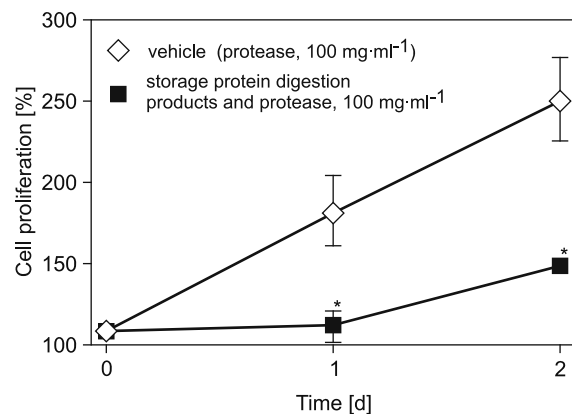 300
250
200
150
100
Cell proliferation [%]
vehicle (protease, 100 mg·ml⁻¹)
storage protein digestion
products and protease, 100 mg·ml⁻¹
*
*
0
1
2
Time [d]